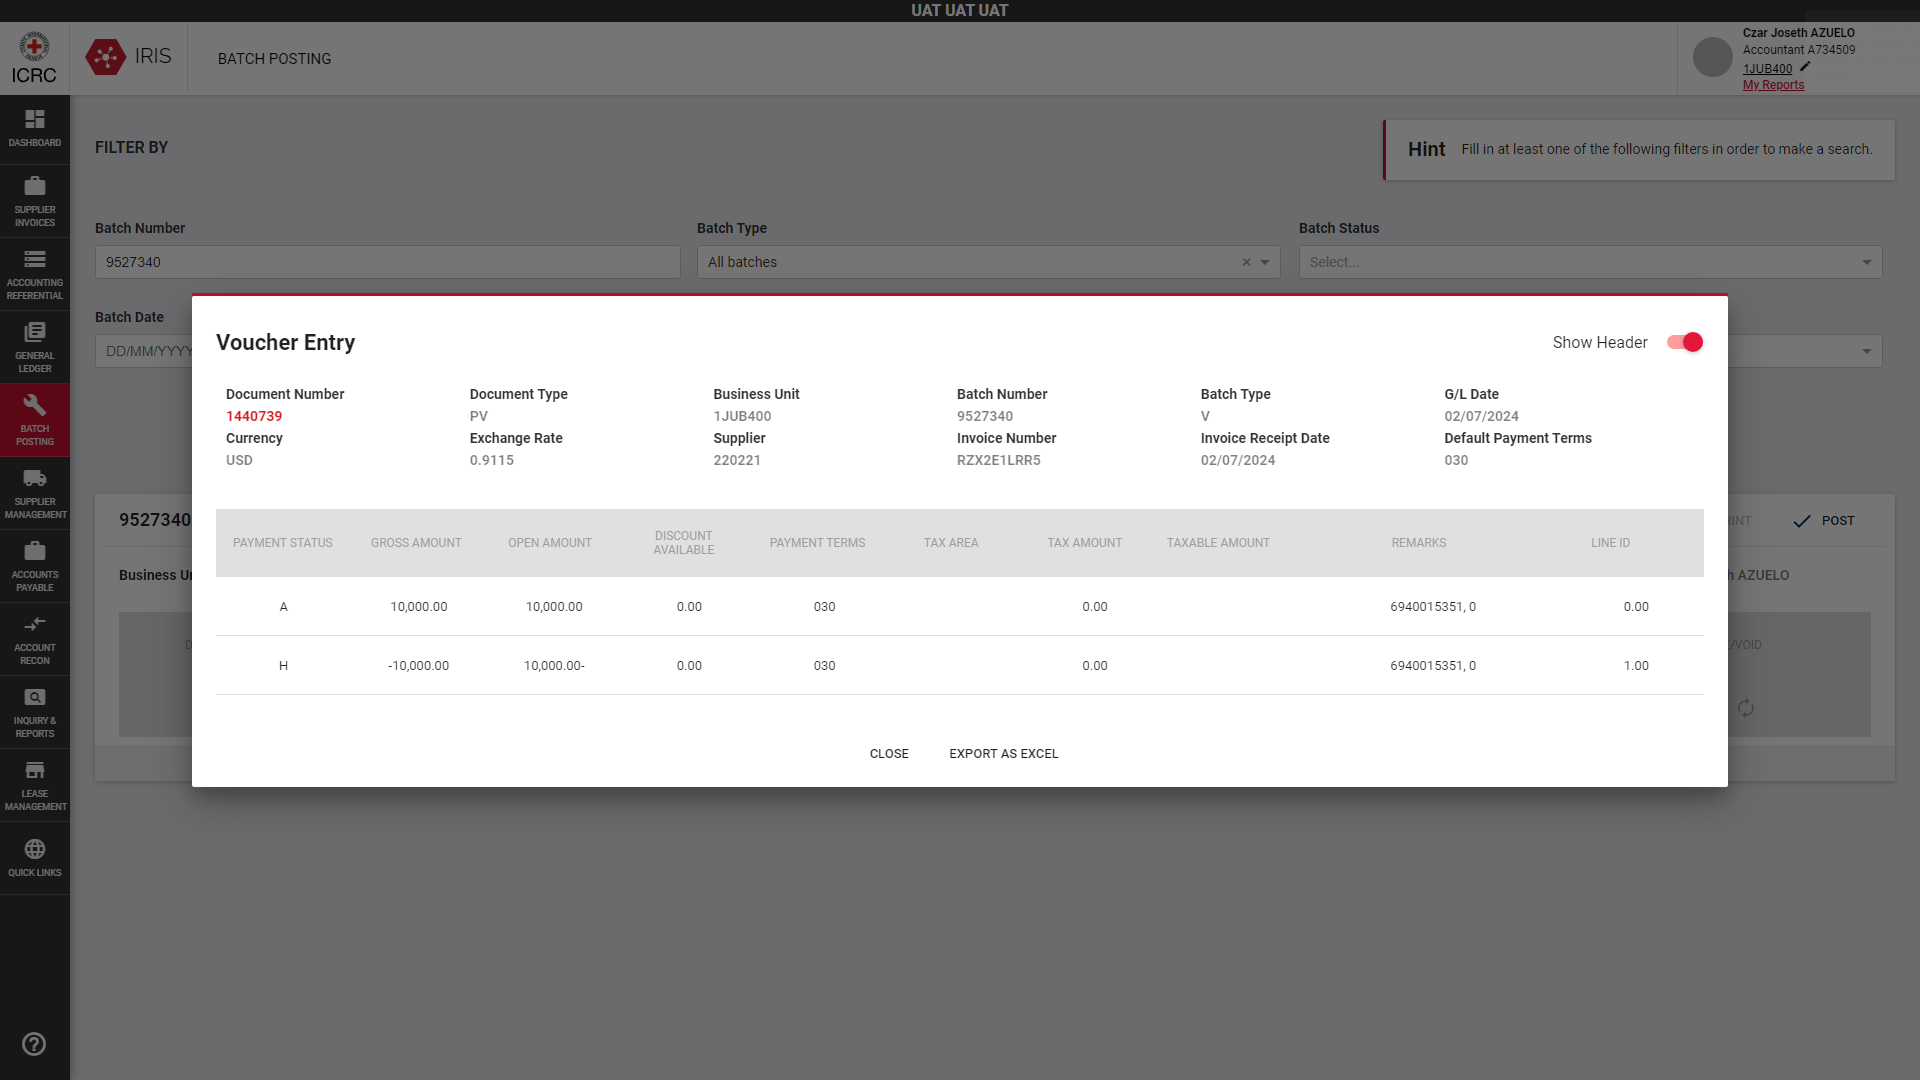 UAT UAT UAT
ICRC
IRIS
BATCH POSTING
Czar Joseth AZUELO
Accountant A734509
1JUB400
My Reports
DASHBOARD
SUPPLIER
INVOICES
ACCOUNTING
REFERENTIAL
GENERAL
LEDGER
BATCH
POSTING
SUPPLIER
MANAGEMENT
ACCOUNTS
PAYABLE
ACCOUNT
RECON
INQUIRY &
REPORTS
LEASE
MANAGEMENT
QUICK LINKS
FILTER BY
Hint Fill in at least one of the following filters in order to make a search.
Batch Number Batch Type Batch Status
9527340 All batches Select...
Batch Date
DD/MM/YYYY
Voucher Entry Show Header
Document Number Document Type Business Unit Batch Number Batch Type G/L Date
1440739 PV 1JUB400 9527340 V 02/07/2024
Currency Exchange Rate Supplier Invoice Number Invoice Receipt Date Default Payment Terms
USD 0.9115 220221 RZX2E1LRR5 02/07/2024 030
9527340 POST
AZUELO
/VOID
PAYMENT STATUS GROSS AMOUNT OPEN AMOUNT DISCOUNT AVAILABLE PAYMENT TERMS TAX AREA TAX AMOUNT TAXABLE AMOUNT REMARKS LINE ID
A 10,000.00 10,000.00 0.00 030 0.00 6940015351, 0 0.00
H -10,000.00 10,000.00- 0.00 030 0.00 6940015351, 0 1.00
CLOSE EXPORT AS EXCEL